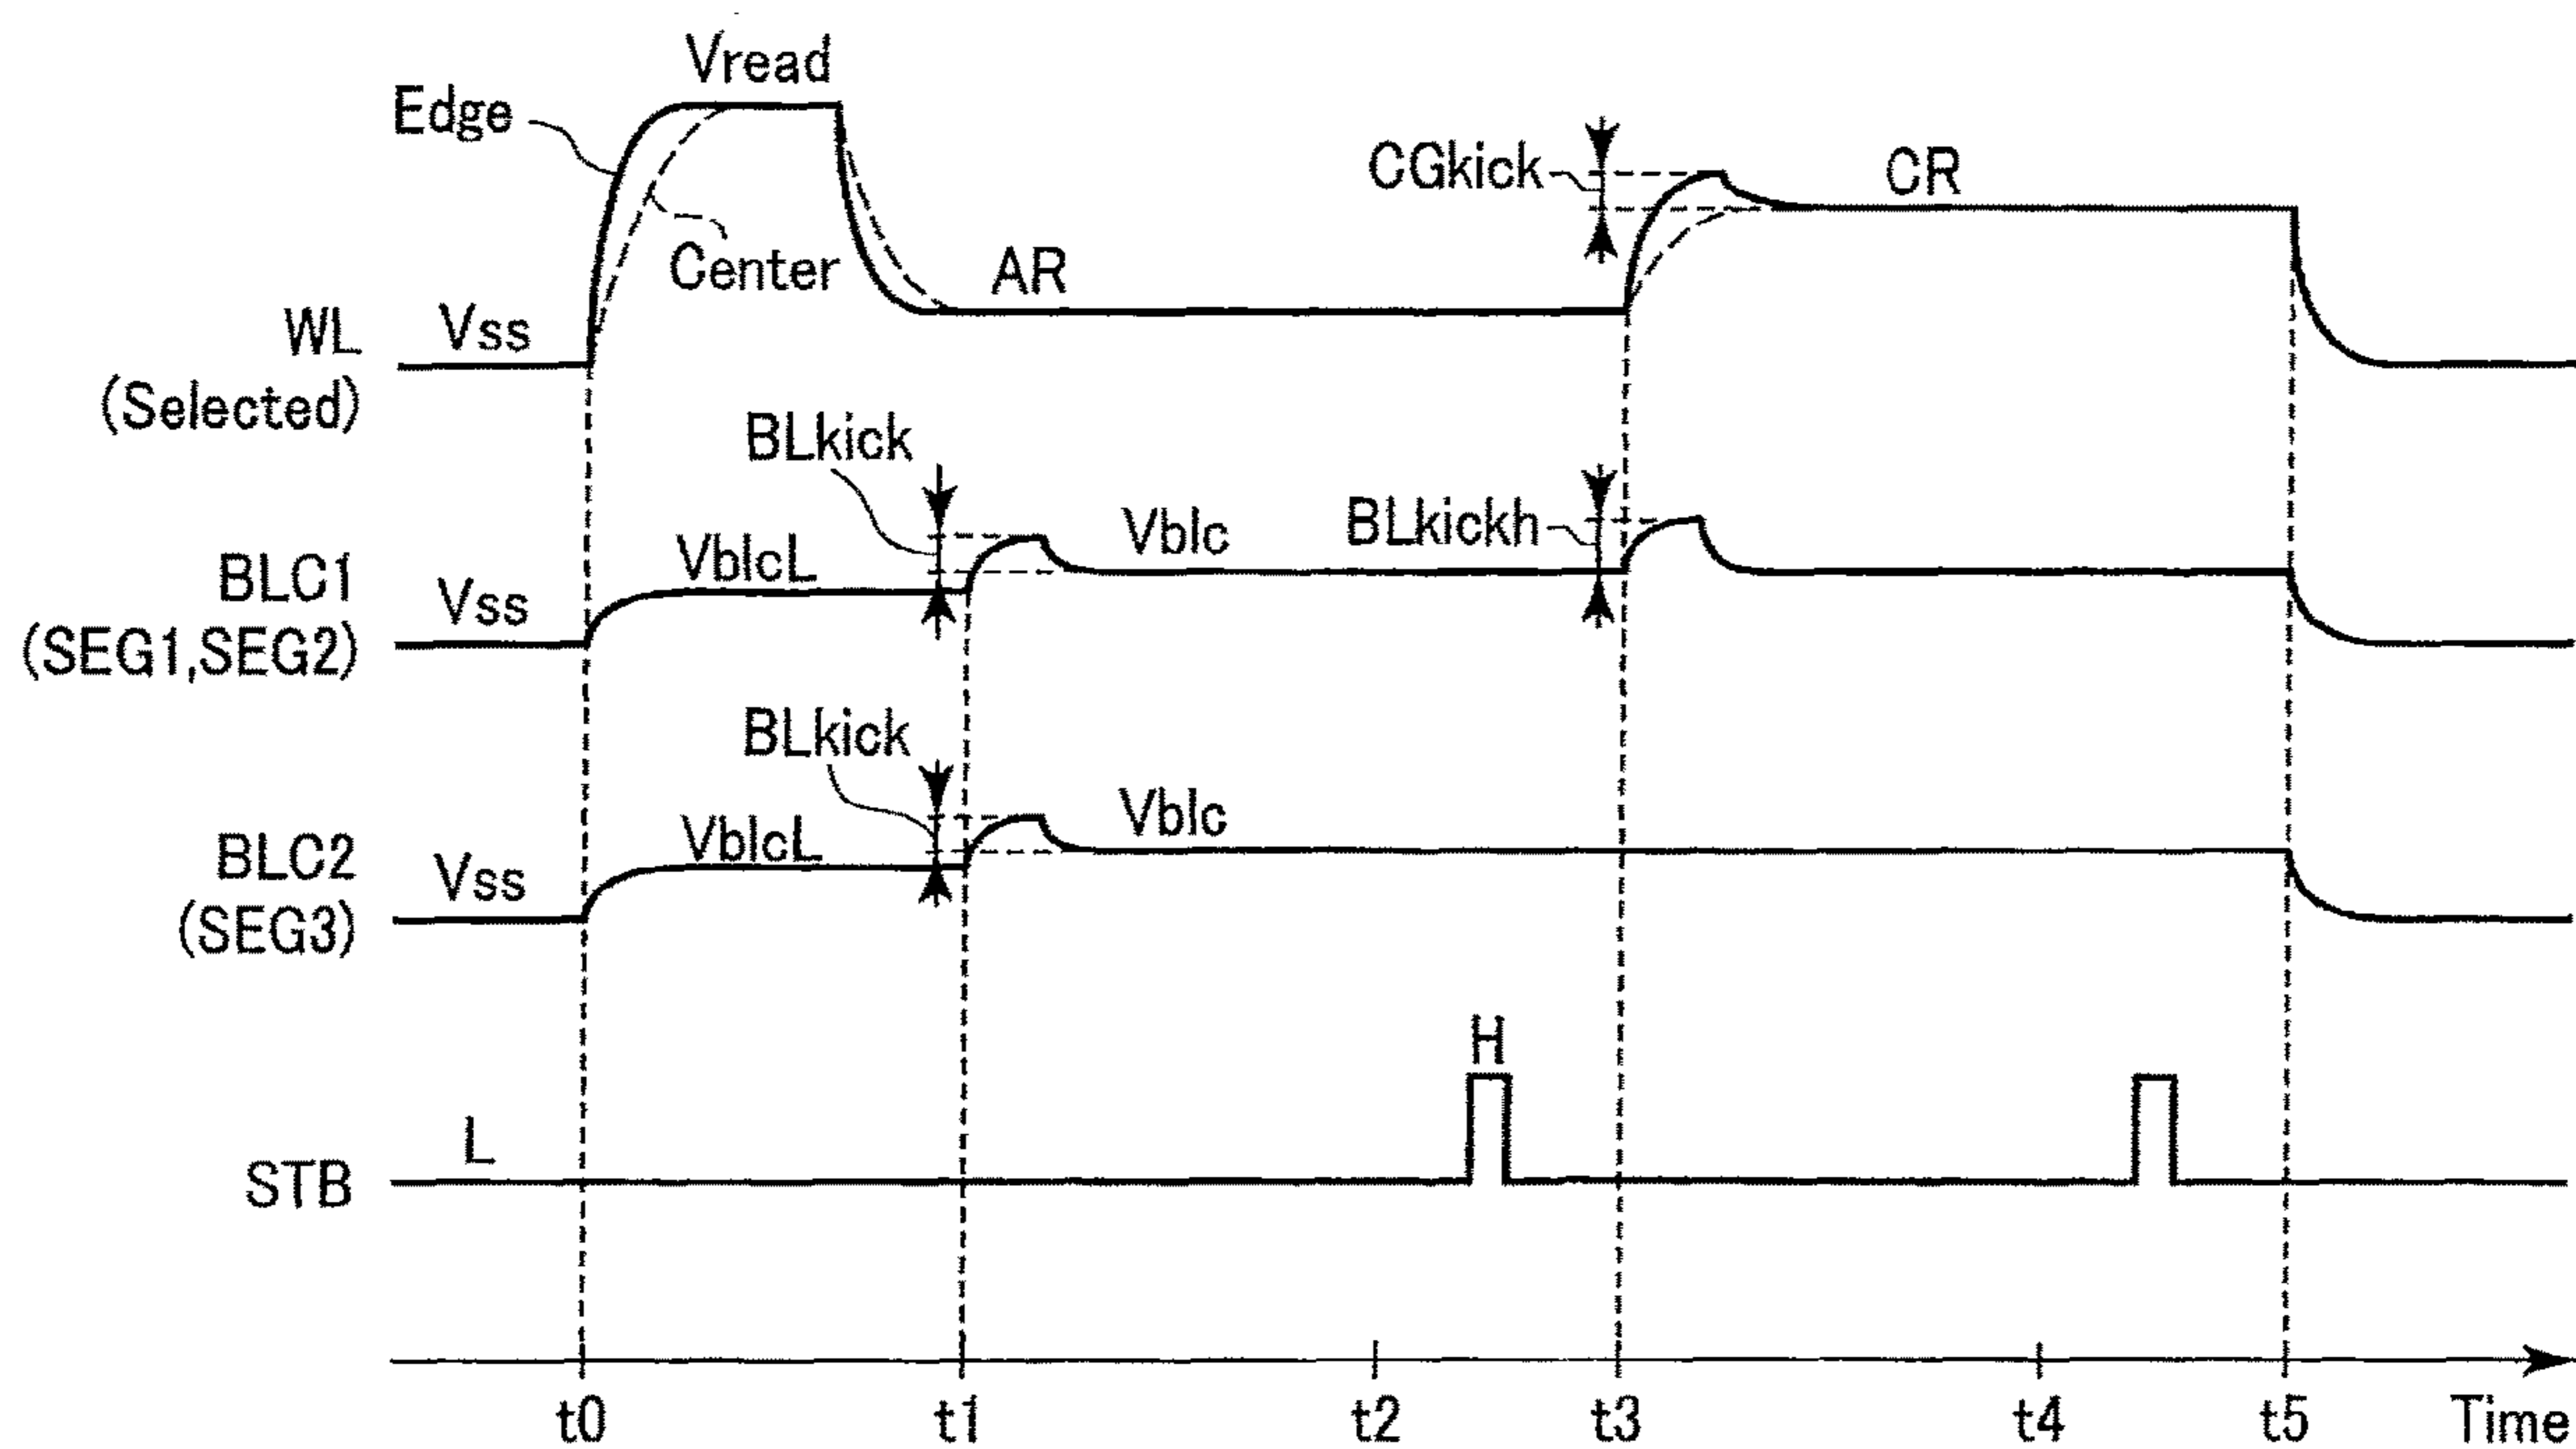 Vread
Edge
CGkick
CR
Center
AR
WL
(Selected)
Vss
BLkick
BLkickh
VblcL
Vblc
BLC1
(SEG1,SEG2)
Vss
BLkick
VblcL
Vblc
BLC2
(SEG3)
Vss
H
L
STB
t0 t1 t2 t3 t4 t5 Time